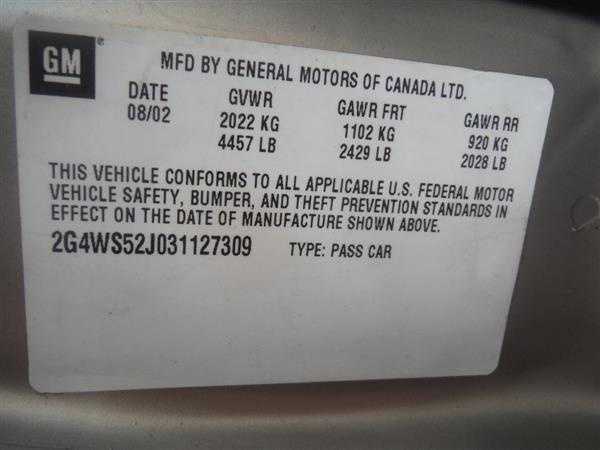 GM®
MFD BY GENERAL MOTORS OF CANADA LTD.
DATE GVWR GAWR FRT GAWR RR
08/02 2022 KG 1102 KG 920 KG
4457 LB 2429 LB 2028 LB
THIS VEHICLE CONFORMS TO ALL APPLICABLE U.S. FEDERAL MOTOR
VEHICLE SAFETY, BUMPER, AND THEFT PREVENTION STANDARDS IN
EFFECT ON THE DATE OF MANUFACTURE SHOWN ABOVE.
2G4WS52J031127309 TYPE: PASS CAR